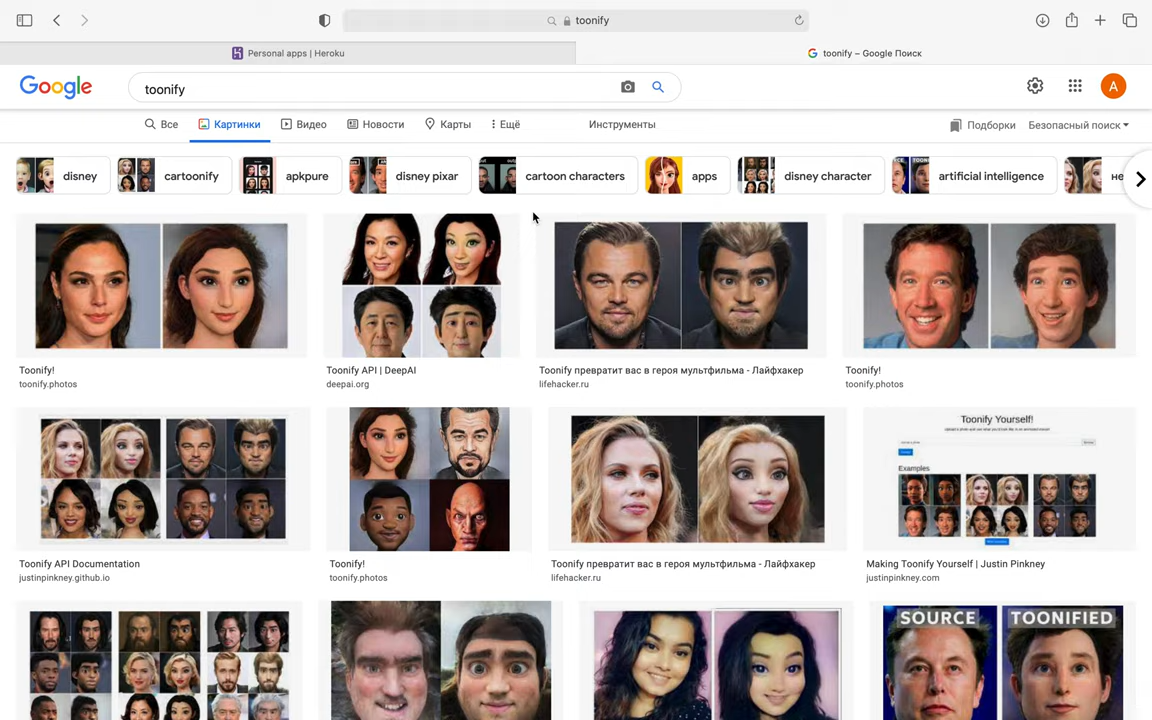 toonify
Personal apps | Heroku
toonify – Google Поиск
Google
toonify
A
Все
Картинки
Видео
Новости
Карты
Ещё
Инструменты
Подборки
Безопасный поиск
disney
cartoonify
apkpure
disney pixar
cartoon characters
apps
disney character
artificial intelligence
не
Toonify!
toonify.photos
Toonify API | DeepAI
deepai.org
Toonify превратит вас в героя мультфильма - Лайфхакер
lifehacker.ru
Toonify!
toonify.photos
Toonify Yourself!
Examples
Toonify API Documentation
justinpinkney.github.io
Toonify!
toonify.photos
Toonify превратит вас в героя мультфильма - Лайфхакер
lifehacker.ru
Making Toonify Yourself | Justin Pinkney
justinpinkney.com
SOURCE
TOONIFIED